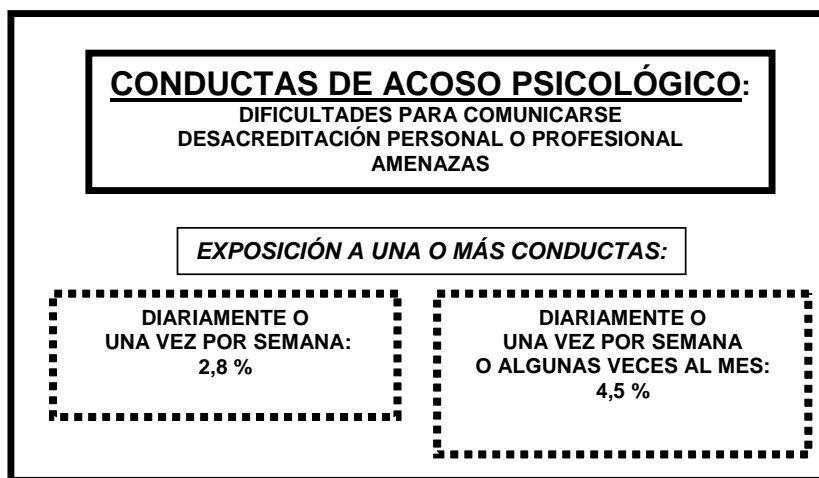 CONDUCTAS DE ACOSO PSICOLÓGICO:
DIFICULTADES PARA COMUNICARSE
DESACREDITACIÓN PERSONAL O PROFESIONAL
AMENAZAS
EXPOSICIÓN A UNA O MÁS CONDUCTAS:
DIARIAMENTE O
UNA VEZ POR SEMANA:
2,8 %
DIARIAMENTE O
UNA VEZ POR SEMANA
O ALGUNAS VECES AL MES:
4,5 %